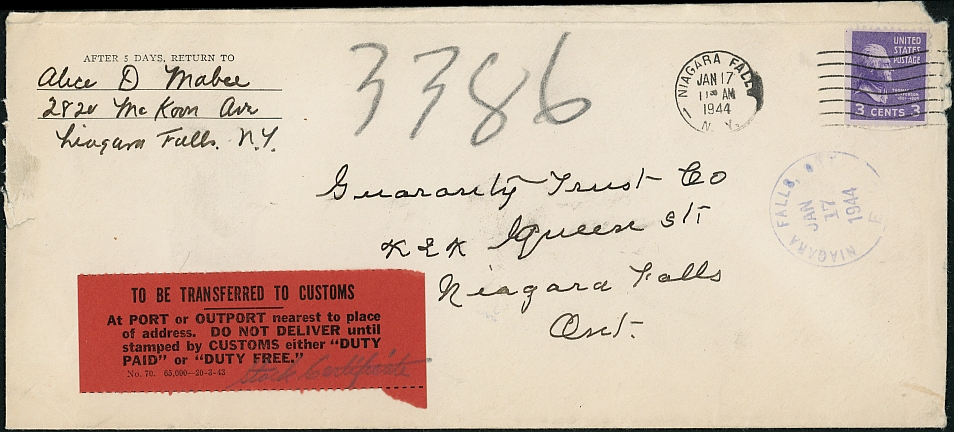 AFTER 5 DAYS, RETURN TO
Alice D Mabee
2820 McKoon Ave
Niagara Falls. N.Y.
3386
NIAGARA FALLS
JAN 17
11 AM
1944
N. Y.
UNITED
STATES
POSTAGE
3 CENTS 3
Guaranty Trust Co
Queen St
Niagara Falls
Ont.
NIAGARA FALLS,
JAN
17
1944
TO BE TRANSFERRED TO CUSTOMS
At PORT or OUTPORT nearest to place
of address. DO NOT DELIVER until
stamped by CUSTOMS either "DUTY
PAID" or "DUTY FREE."
No. 70. 65,000—20-3-43
Stock Certificate